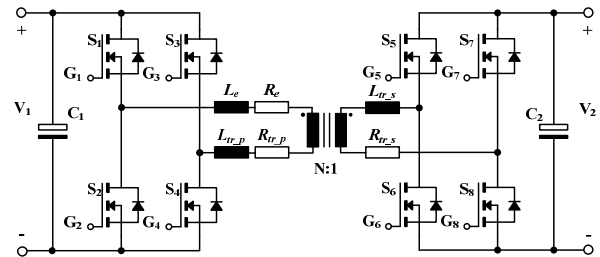 + S₁ S₃ S₅ S₇ +
G₁ G₃ G₅ G₇
Lₑ Rₑ Lₜᵣ_ₛ
V₁ C₁ C₂ V₂
Lₜᵣ_ₚ Rₜᵣ_ₚ Rₜᵣ_ₛ
N:1
S₂ S₄ S₆ S₈
G₂ G₄ G₆ G₈
- -